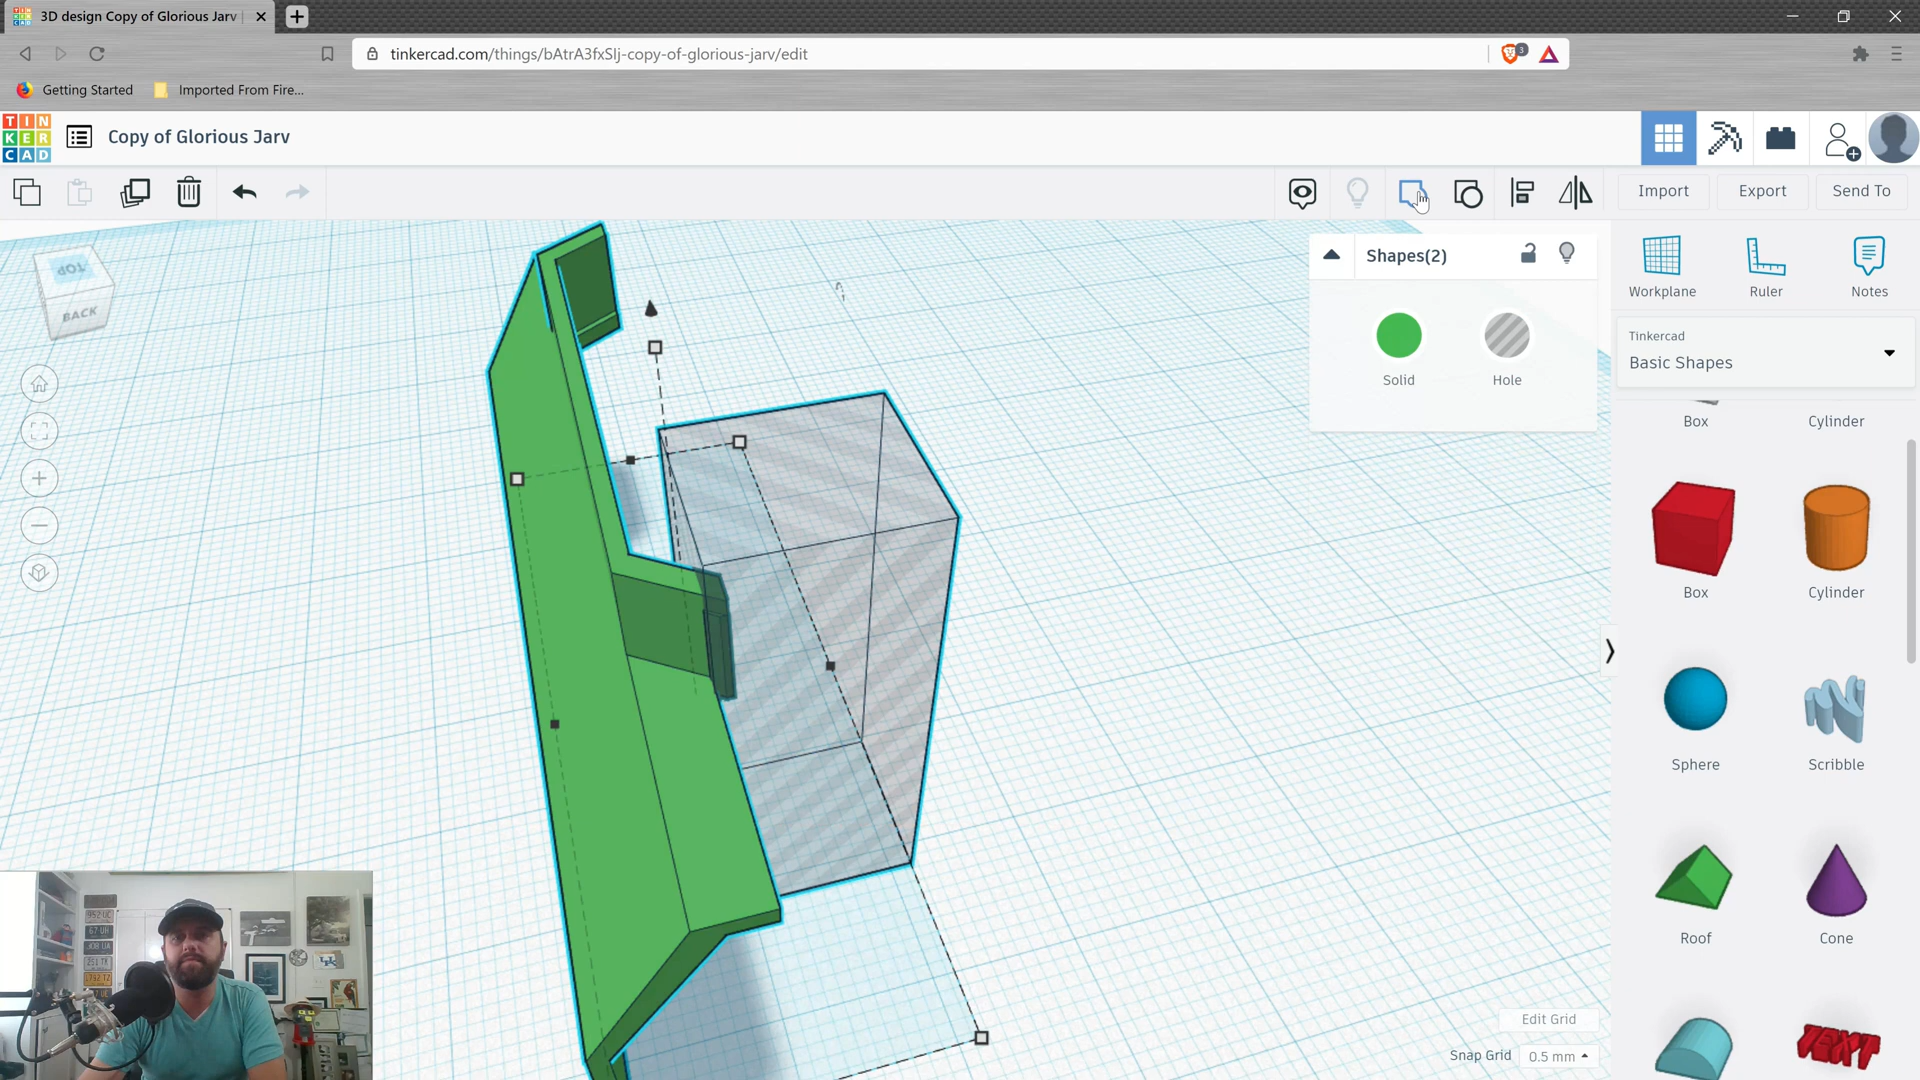 3D design Copy of Glorious Jarv
tinkercad.com/things/bAtrA3fxSlj-copy-of-glorious-jarv/edit
3
Getting Started
Imported From Fire...
TIN
KER
CAD
Copy of Glorious Jarv
Import
Export
Send To
TOP
BACK
Shapes(2)
Solid
Hole
Workplane
Ruler
Notes
Tinkercad
Basic Shapes
Box
Cylinder
Box
Cylinder
Sphere
Scribble
Roof
Cone
TEXT
Edit Grid
Snap Grid
0.5 mm